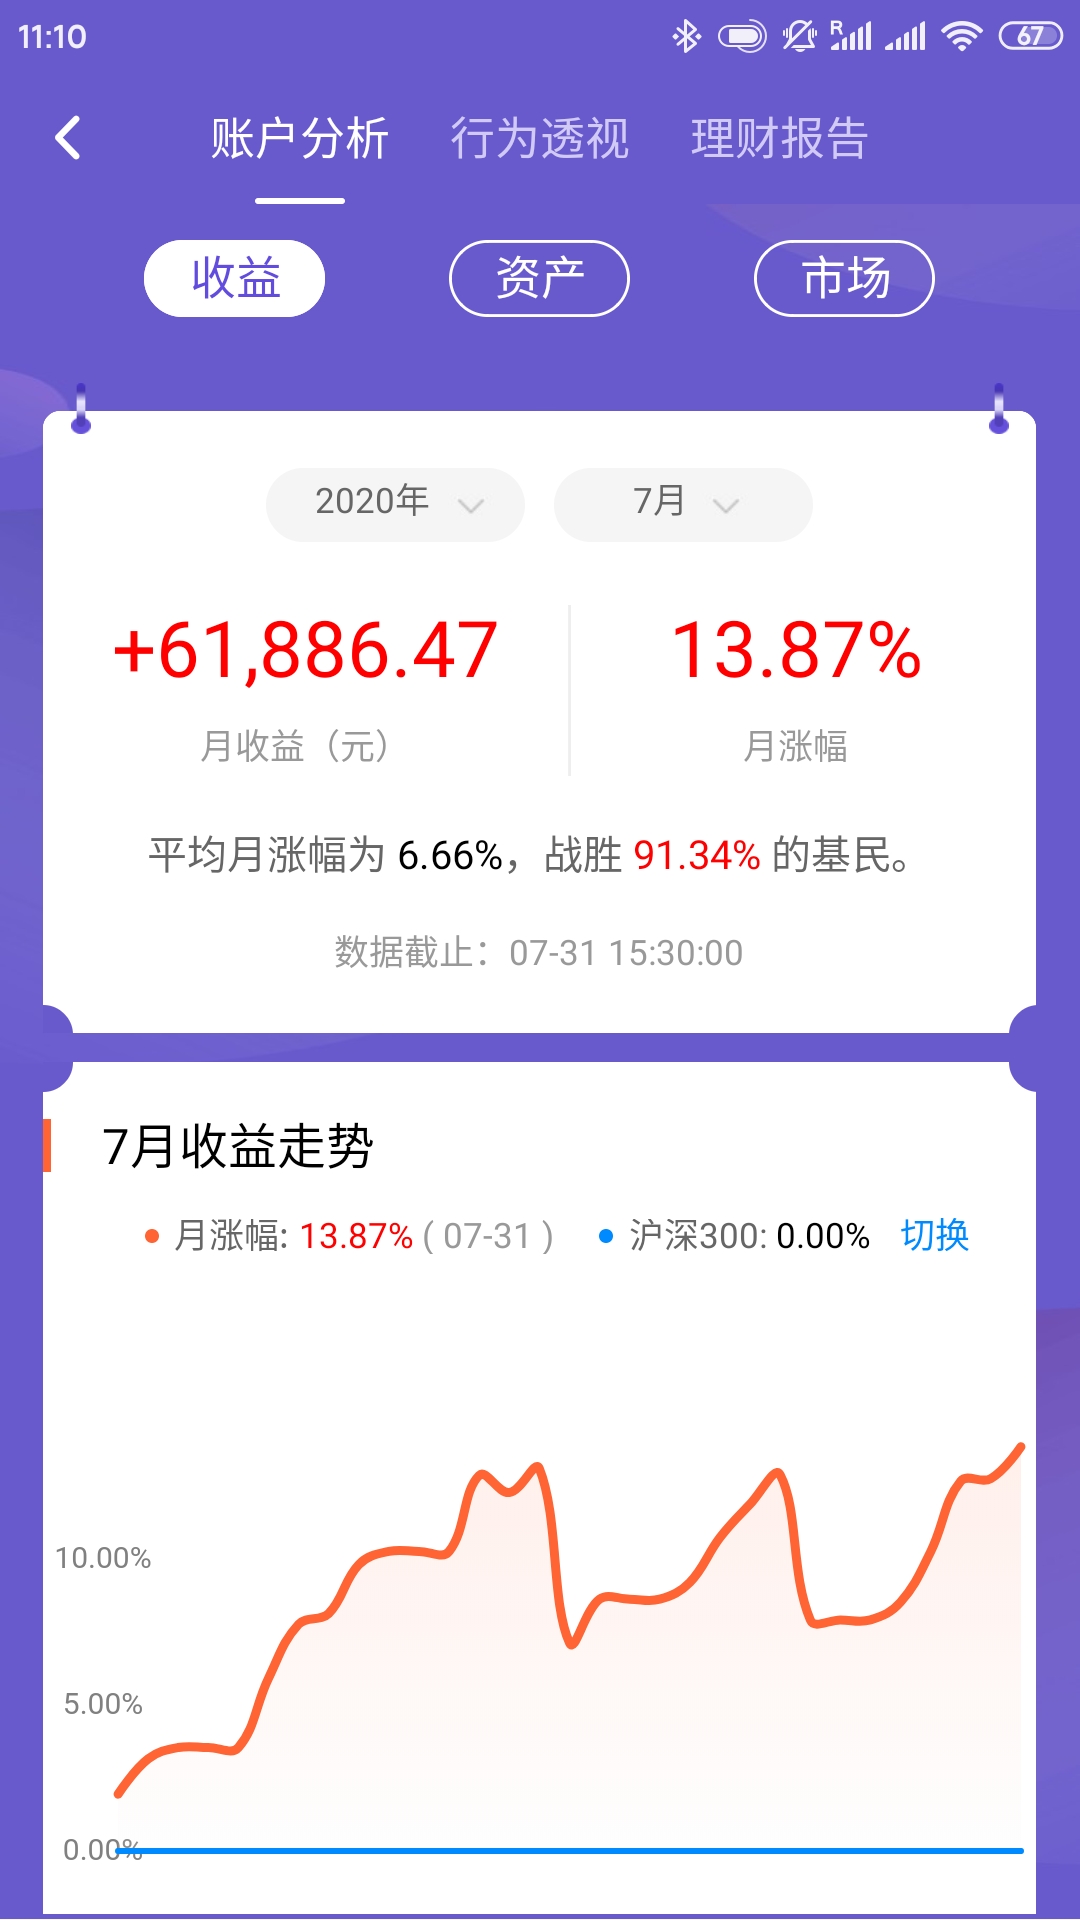 11:10 R 67
账户分析 行为透视 理财报告
收益 资产 市场
2020年 7月
+61,886.47 13.87%
月收益（元） 月涨幅
平均月涨幅为 6.66%，战胜 91.34% 的基民。
数据截止：07-31 15:30:00
7月收益走势
月涨幅: 13.87% ( 07-31 ) 沪深300: 0.00% 切换
10.00%
5.00%
0.00%